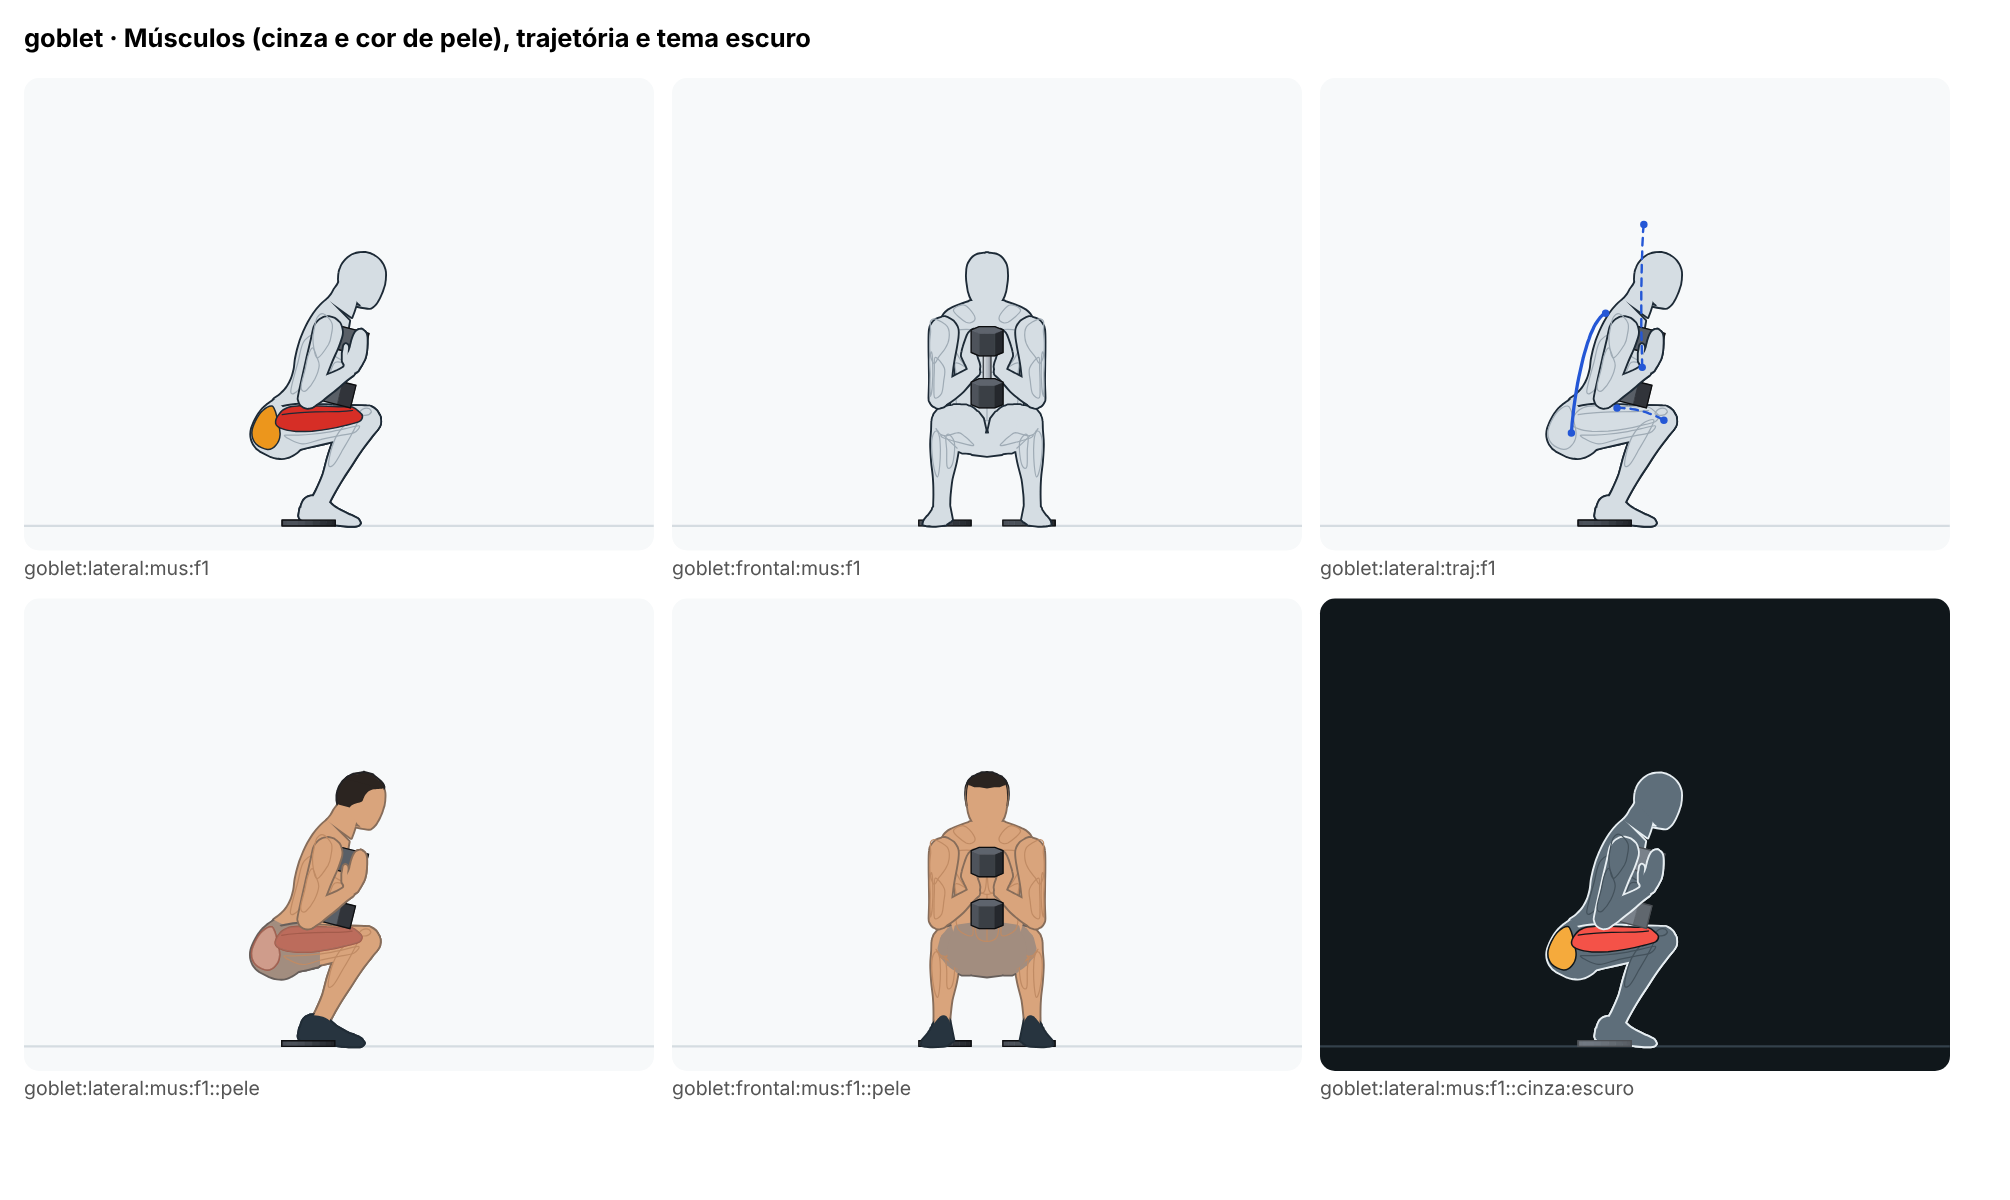 goblet · Músculos (cinza e cor de pele), trajetória e tema escuro
goblet:lateral:mus:f1
goblet:frontal:mus:f1
goblet:lateral:traj:f1
goblet:lateral:mus:f1::pele
goblet:frontal:mus:f1::pele
goblet:lateral:mus:f1::cinza:escuro